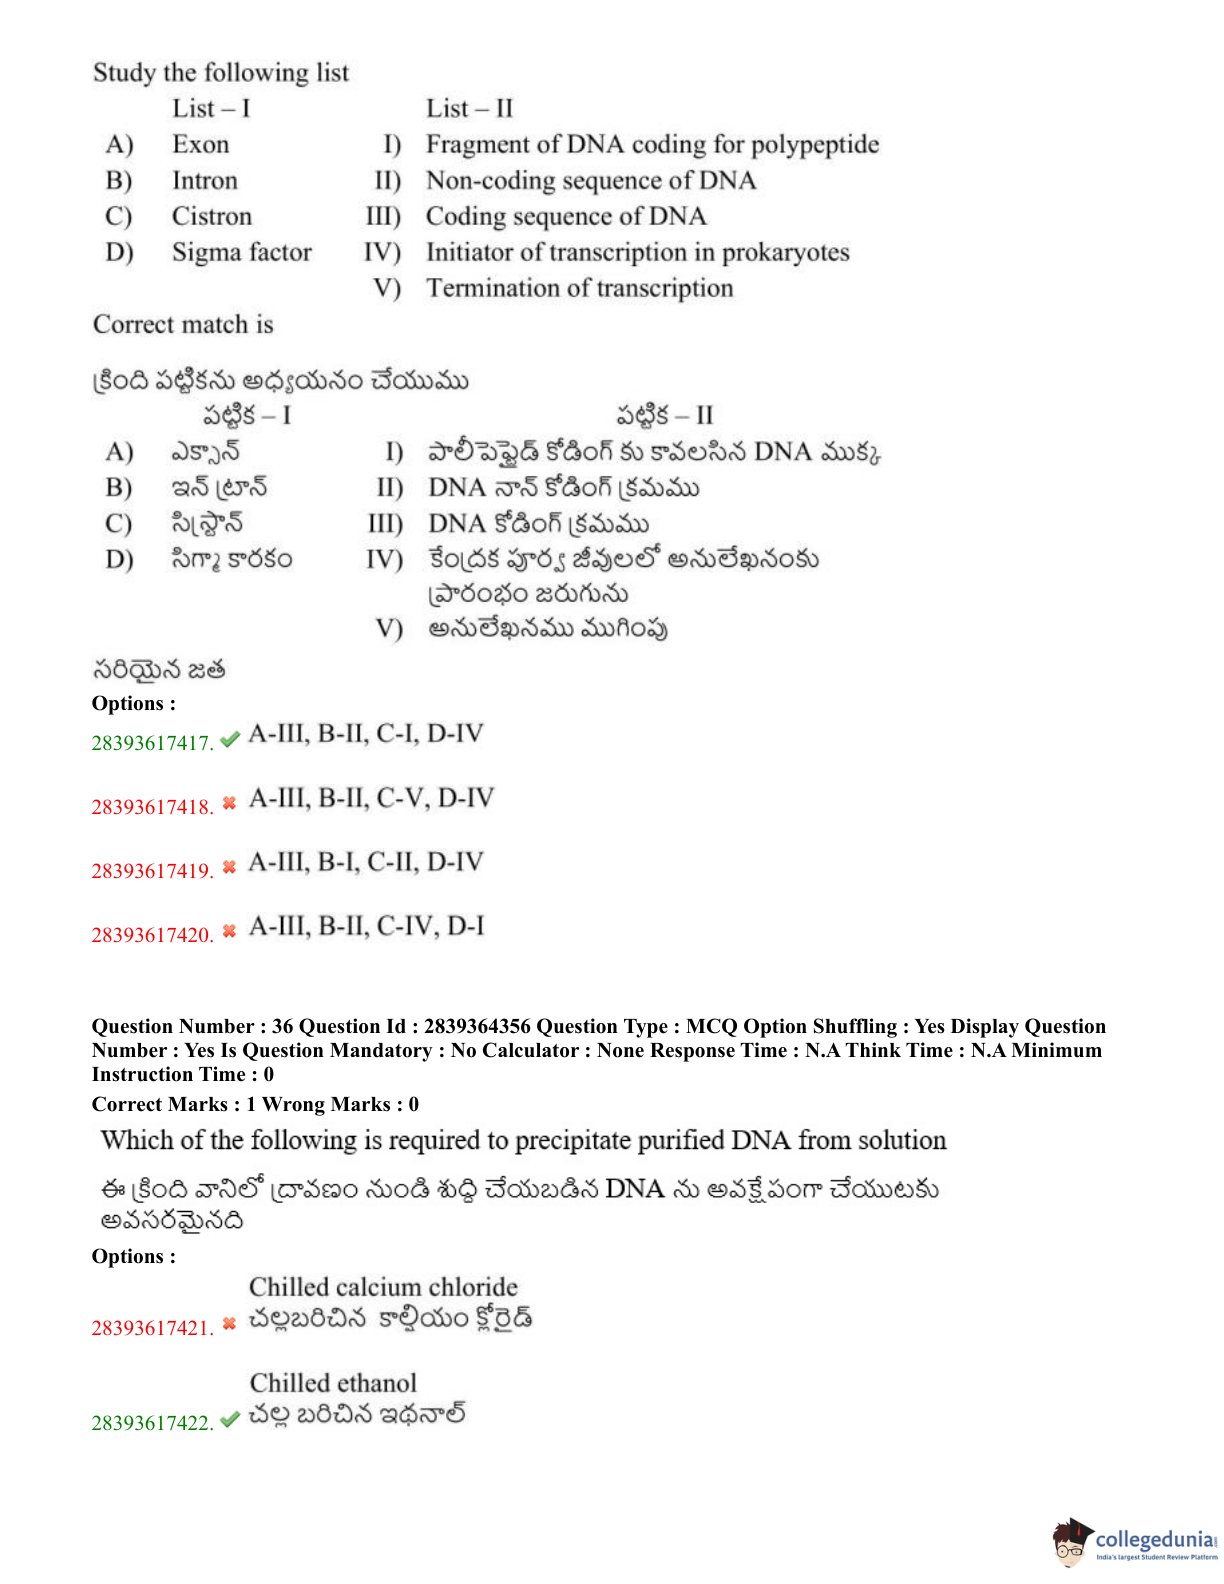 Study the following list
List – I List – II
A) Exon I) Fragment of DNA coding for polypeptide
B) Intron II) Non-coding sequence of DNA
C) Cistron III) Coding sequence of DNA
D) Sigma factor IV) Initiator of transcription in prokaryotes
V) Termination of transcription
Correct match is
క్రింది పట్టికను అధ్యయనం చేయుము
పట్టిక – I పట్టిక – II
A) ఎక్సాన్ I) పాలీపెప్టైడ్ కోడింగ్ కు కావలసిన DNA ముక్క
B) ఇన్ ట్రాన్ II) DNA నాన్ కోడింగ్ క్రమము
C) సిస్ట్రాన్ III) DNA కోడింగ్ క్రమము
D) సిగ్మా కారకం IV) కేంద్రక పూర్వ జీవులలో అనులేఖనంకు
ప్రారంభం జరుగును
V) అనులేఖనము ముగింపు
సరియైన జత
Options :
28393617417. A-III, B-II, C-I, D-IV
28393617418. A-III, B-II, C-V, D-IV
28393617419. A-III, B-I, C-II, D-IV
28393617420. A-III, B-II, C-IV, D-I
Question Number : 36 Question Id : 2839364356 Question Type : MCQ Option Shuffling : Yes Display Question
Number : Yes Is Question Mandatory : No Calculator : None Response Time : N.A Think Time : N.A Minimum
Instruction Time : 0
Correct Marks : 1 Wrong Marks : 0
Which of the following is required to precipitate purified DNA from solution
ఈ క్రింది వానిలో ద్రావణం నుండి శుద్ధి చేయబడిన DNA ను అవక్షేపంగా చేయుటకు
అవసరమైనది
Options :
Chilled calcium chloride
28393617421. చల్లబరిచిన కాల్షియం క్లోరైడ్
Chilled ethanol
28393617422. చల్ల బరిచిన ఇథనాల్
collegedunia
India's largest Student Review Platform